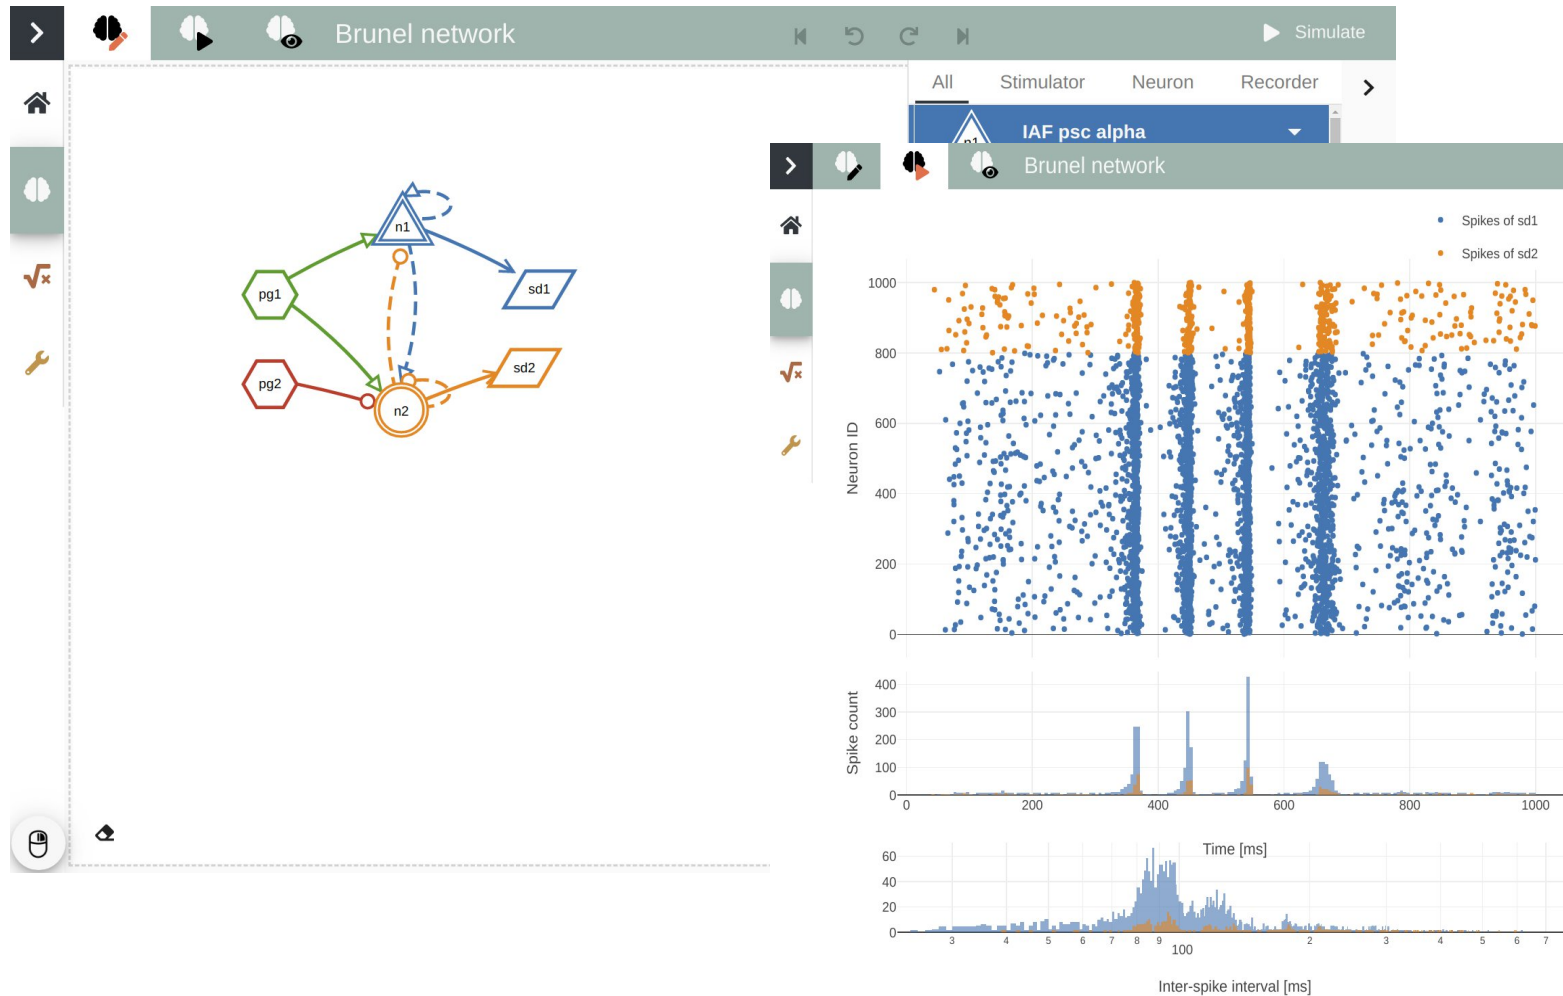 Brunel network
Simulate
All Stimulator Neuron Recorder
n1 IAF psc alpha
n1
pg1
sd1
pg2
sd2
n2
Brunel network
Spikes of sd1
Spikes of sd2
Neuron ID
1000
800
600
400
200
0
Spike count
400
300
200
100
0
0 200 400 600 800 1000
Time [ms]
60
40
20
0
3 4 5 6 7 8 9 100 2 3 4 5 6 7
Inter-spike interval [ms]